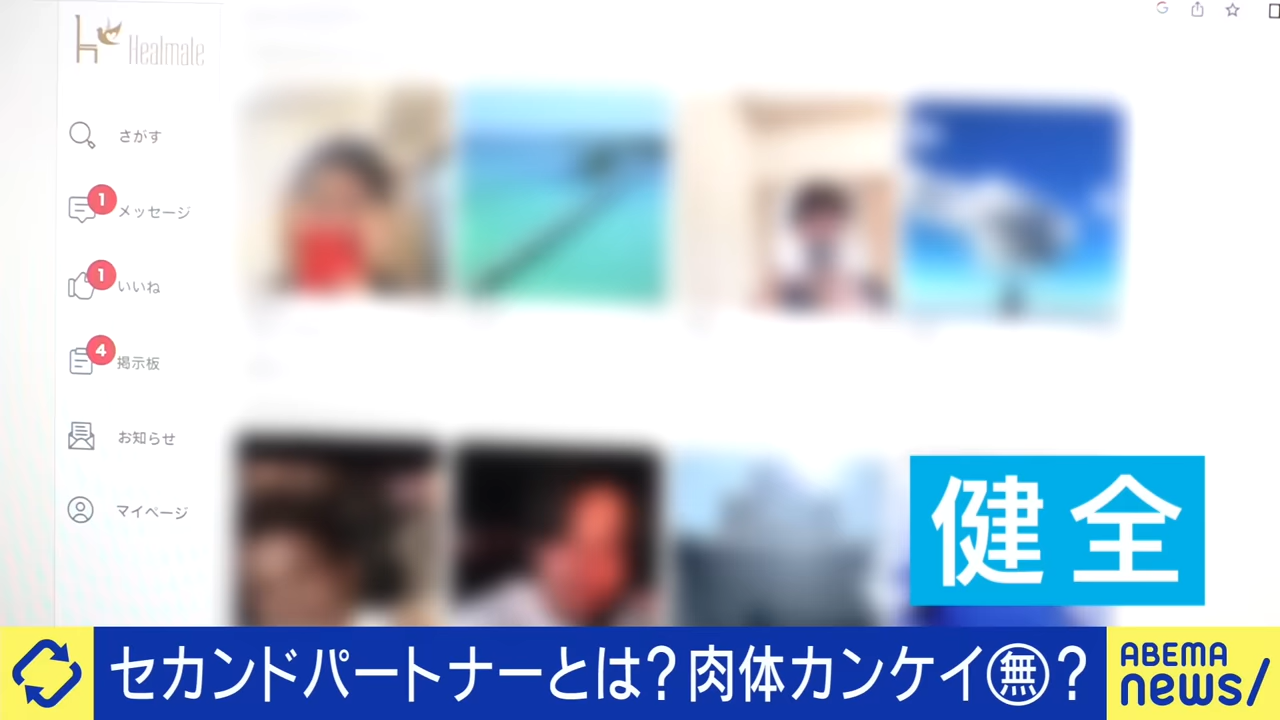 Healmate
さがす
1
メッセージ
1
いいね
4
掲示板
お知らせ
マイページ
健全
セカンドパートナーとは?肉体カンケイ無?
ABEMA
news/